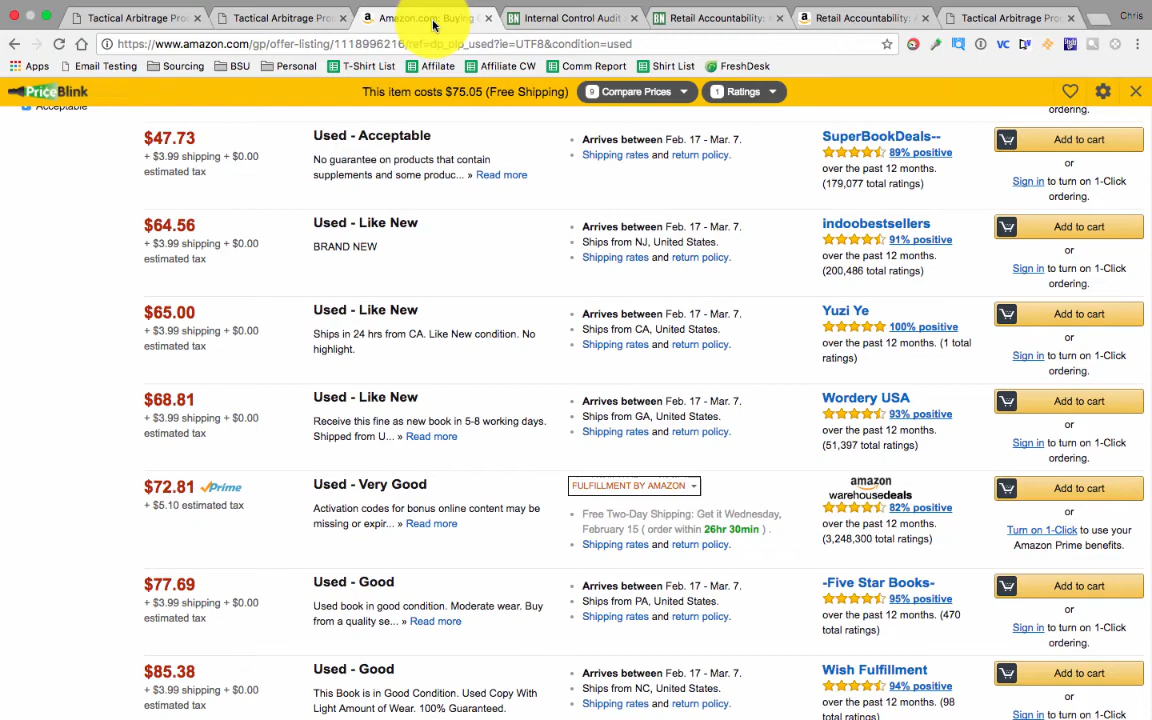 Tactical Arbitrage Pro
Tactical Arbitrage Pro
Amazon.com: Buying
Internal Control Audit
Retail Accountability:
Retail Accountability:
Tactical Arbitrage Pro
Chris
https://www.amazon.com/gp/offer-listing/1118996216/ref=dp_olp_used?ie=UTF8&condition=used
Apps
Email Testing
Sourcing
BSU
Personal
T-Shirt List
Affilate
Affilate CW
Comm Report
Shirt List
FreshDesk
PriceBlink
This item costs $75.05 (Free Shipping)
9 Compare Prices
1 Ratings
Acceptable
ordering.
$47.73
+ $3.99 shipping + $0.00
estimated tax
Used - Acceptable
No guarantee on products that contain
supplements and some produc... » Read more
Arrives between Feb. 17 - Mar. 7.
Shipping rates and return policy.
SuperBookDeals--
89% positive
over the past 12 months.
(179,077 total ratings)
Add to cart
or
Sign in to turn on 1-Click
ordering.
$64.56
+ $3.99 shipping + $0.00
estimated tax
Used - Like New
BRAND NEW
Arrives between Feb. 17 - Mar. 7.
Ships from NJ, United States.
Shipping rates and return policy.
indoobestsellers
91% positive
over the past 12 months.
(200,486 total ratings)
Add to cart
or
Sign in to turn on 1-Click
ordering.
$65.00
+ $3.99 shipping + $0.00
estimated tax
Used - Like New
Ships in 24 hrs from CA. Like New condition. No
highlight.
Arrives between Feb. 17 - Mar. 7.
Ships from CA, United States.
Shipping rates and return policy.
Yuzi Ye
100% positive
over the past 12 months. (1 total
ratings)
Add to cart
or
Sign in to turn on 1-Click
ordering.
$68.81
+ $3.99 shipping + $0.00
estimated tax
Used - Like New
Receive this fine as new book in 5-8 working days.
Shipped from U... » Read more
Arrives between Feb. 17 - Mar. 7.
Ships from GA, United States.
Shipping rates and return policy.
Wordery USA
93% positive
over the past 12 months.
(51,397 total ratings)
Add to cart
or
Sign in to turn on 1-Click
ordering.
$72.81 Prime
+ $5.10 estimated tax
Used - Very Good
Activation codes for bonus online content may be
missing or expir... » Read more
FULFILLMENT BY AMAZON
Free Two-Day Shipping: Get it Wednesday,
February 15 ( order within 26hr 30min ) .
Shipping rates and return policy.
amazon
warehousedeals
82% positive
over the past 12 months.
(3,248,300 total ratings)
Add to cart
or
Turn on 1-Click to use your
Amazon Prime benefits.
$77.69
+ $3.99 shipping + $0.00
estimated tax
Used - Good
Used book in good condition. Moderate wear. Buy
from a quality se... » Read more
Arrives between Feb. 17 - Mar. 7.
Ships from PA, United States.
Shipping rates and return policy.
-Five Star Books-
95% positive
over the past 12 months. (470
total ratings)
Add to cart
or
Sign in to turn on 1-Click
ordering.
$85.38
+ $3.99 shipping + $0.00
estimated tax
Used - Good
This Book is in Good Condition. Used Copy With
Light Amount of Wear. 100% Guaranteed.
Arrives between Feb. 17 - Mar. 7.
Ships from NC, United States.
Shipping rates and return policy.
Wish Fulfillment
94% positive
over the past 12 months. (98
total ratings)
Add to cart
or
Sign in to turn on 1-Click